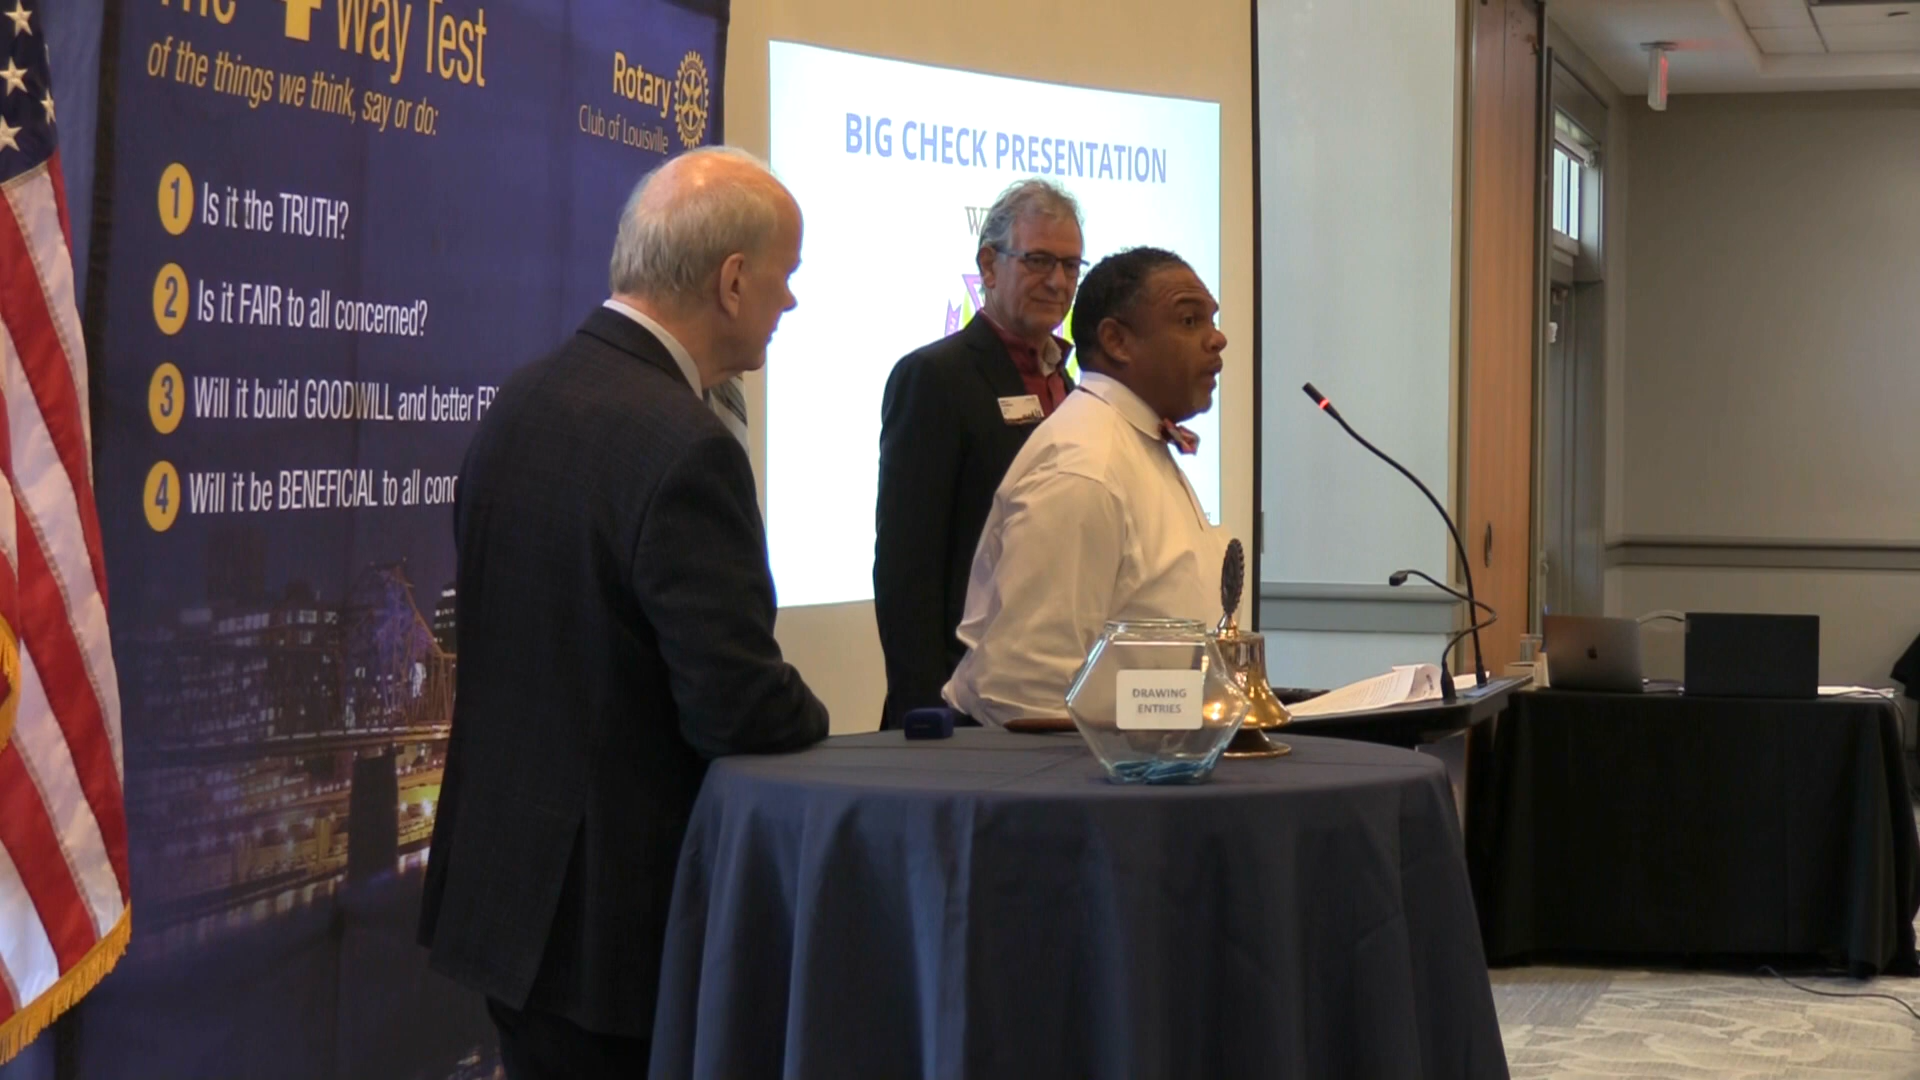 The 4 Way Test
of the things we think, say or do:
Rotary
Club of Louisville
1 Is it the TRUTH?
2 Is it FAIR to all concerned?
3 Will it build GOODWILL and better
4 Will it be BENEFICIAL to all
BIG CHECK PRESENTATION
DRAWING
ENTRIES